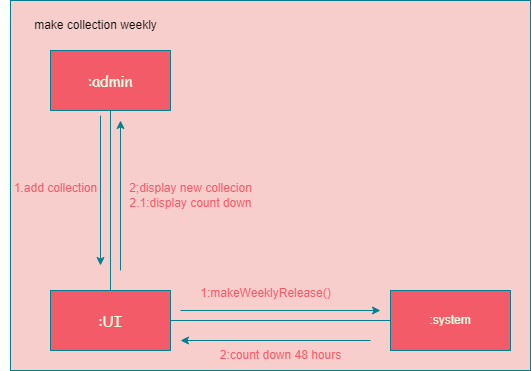 make collection weekly
:admin
1.add collection
2;display new collecion
2.1:display count down
1:makeWeeklyRelease()
:UI
:system
2:count down 48 hours